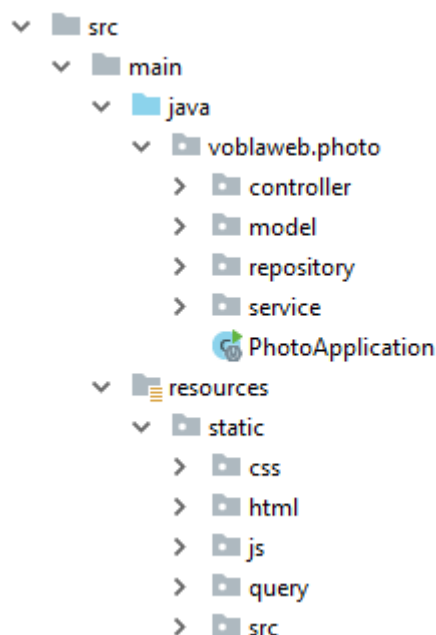 src
main
java
voblaweb.photo
controller
model
repository
service
PhotoApplication
resources
static
css
html
js
query
src